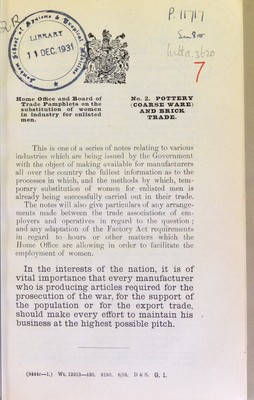 P. 11717
LIBRARY
11 DEC. 1931
7
Home Office and Board of
Trade Pamphlets on the
substitution of women
in industry for enlisted
men.
No. 2. POTTERY
(COARSE WARE)
AND BRICK
TRADE.
This is one of a series of notes relating to various
industries which are being issued by the Government
with the object of making available for manufacturers
all over the country the fullest information as to the
processes in which, and the methods by which, tem-
porary substitution of women for enlisted men is
already being successfully carried out in their trade.
The notes will also give particulars of any arrange-
ments made between the trade associations of em-
ployers and operatives in regard to the question;
and any adaptation of the Factory Act requirements
in regard to hours or other matters which the
Home Office are allowing in order to facilitate the
employment of women.
In the interests of the nation, it is of
vital importance that every manufacturer
who is producing articles required for the
prosecution of the war, for the support of
the population or for the export trade,
should make every effort to maintain his
business at the highest possible pitch.
D & S. G. 1.